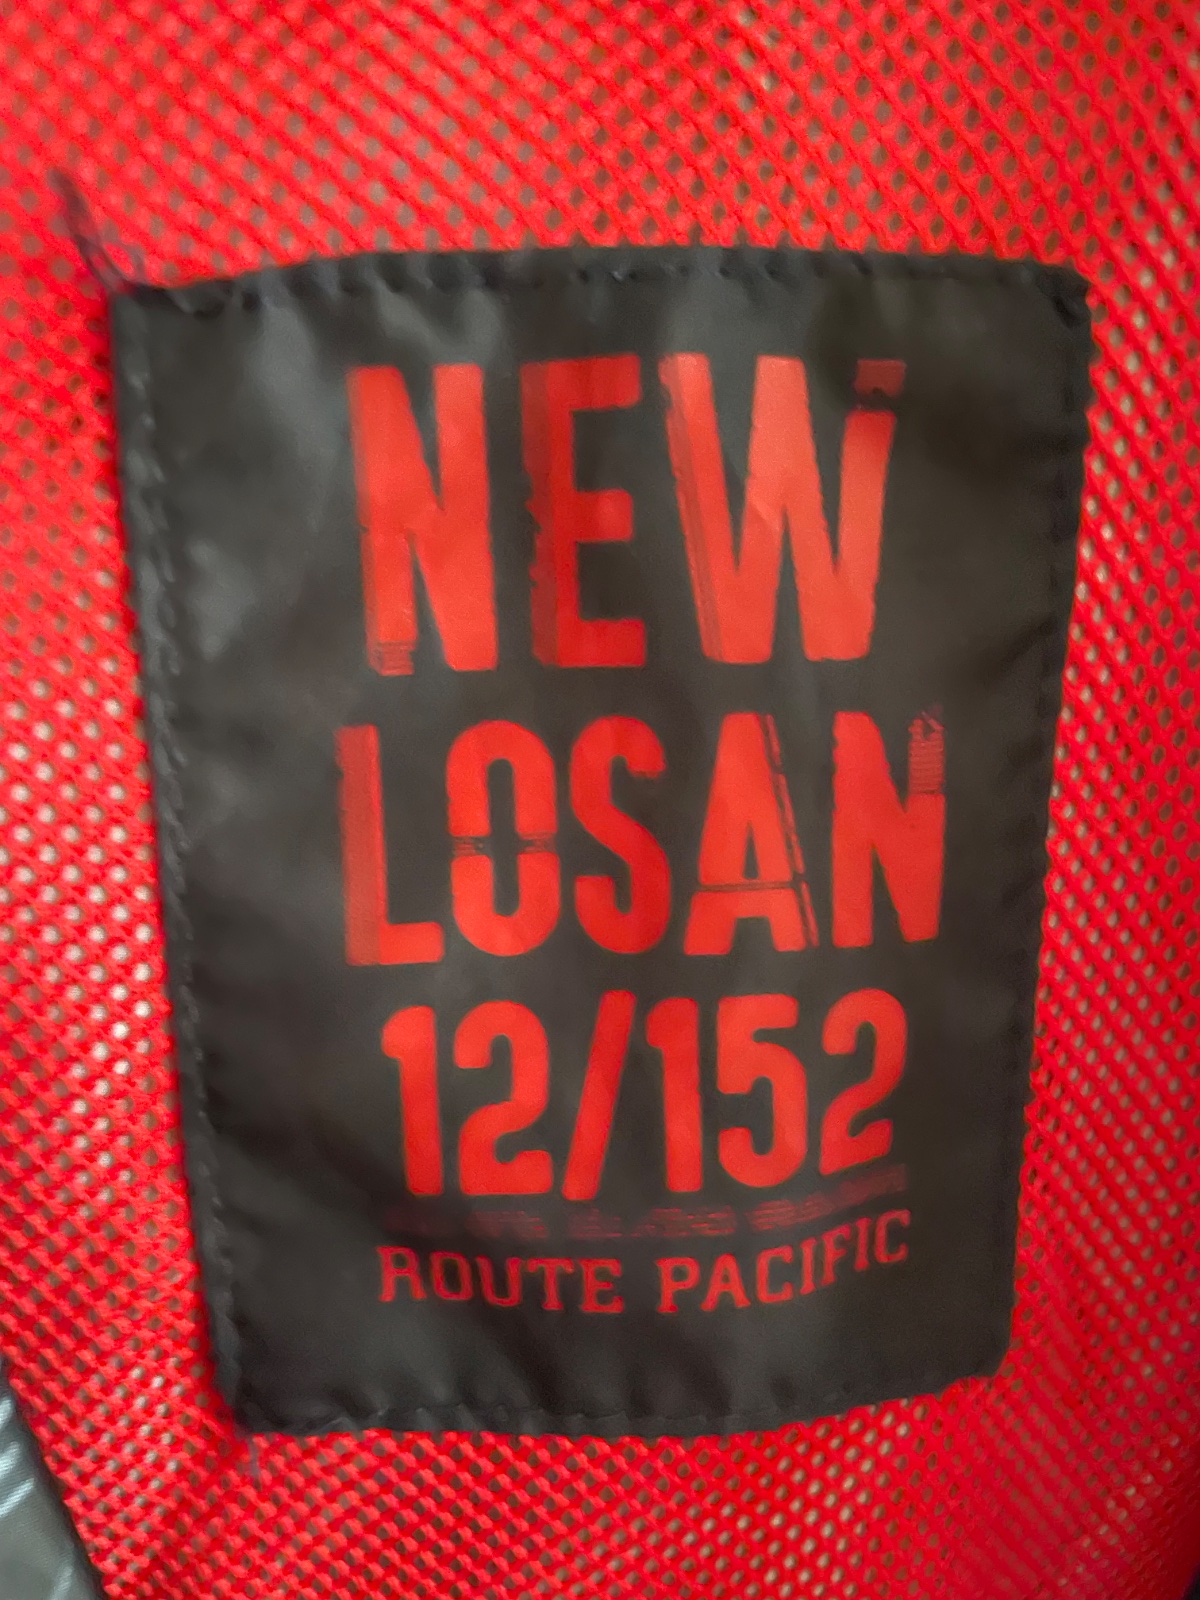 NEW
LOSAN
12/152
ROUTE PACIFIC